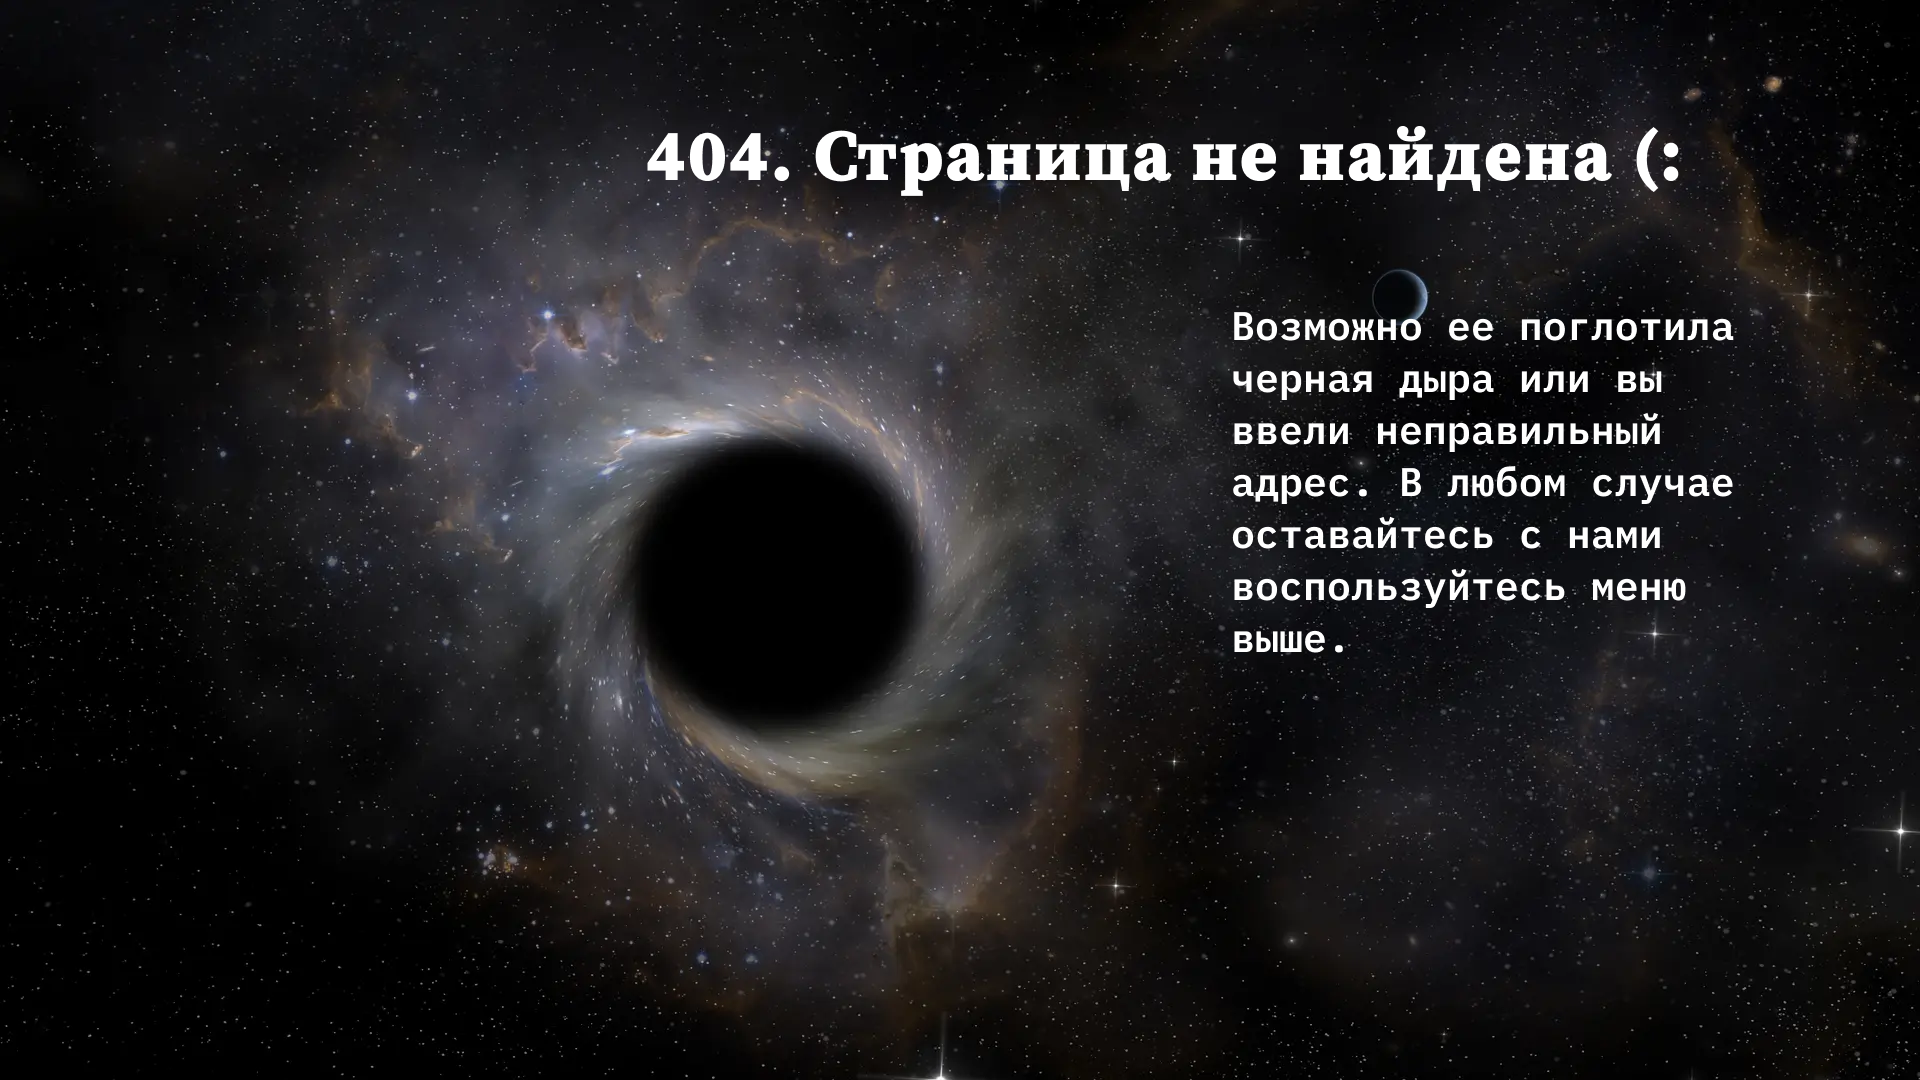 404. Страница не найдена (:
Возможно ее поглотила
черная дыра или вы
ввели неправильный
адрес. В любом случае
оставайтесь с нами
воспользуйтесь меню
выше.